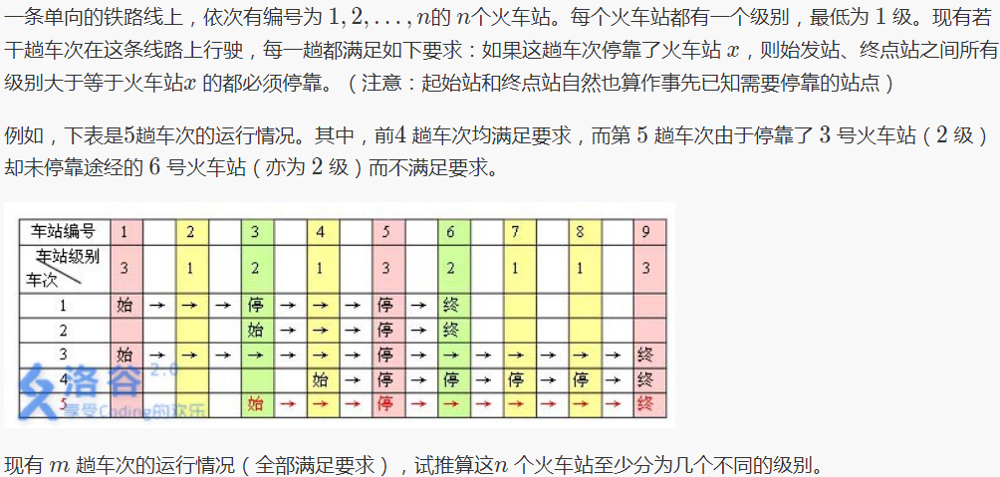 一条单向的铁路线上，依次有编号为 1, 2, …, n的 n个火车站。每个火车站都有一个级别，最低为 1 级。现有若
干趟车次在这条线路上行驶，每一趟都满足如下要求：如果这趟车次停靠了火车站 x，则始发站、终点站之间所有
级别大于等于火车站x 的都必须停靠。（注意：起始站和终点站自然也算作事先已知需要停靠的站点）
例如，下表是5趟车次的运行情况。其中，前4 趟车次均满足要求，而第 5 趟车次由于停靠了 3 号火车站（2 级）
却未停靠途经的 6 号火车站（亦为 2 级）而不满足要求。
车站编号 1 2 3 4 5 6 7 8 9
车站级别 3 1 2 1 3 2 1 1 3
车次
1 始 → → → 停 → → → 停 → 终
2 始 → → → 停 → 终
3 始 → → → → → → → 停 → → → → → → → 终
4 始 → 停 → 停 → 停 → 停 → 终
5 始 → → → 停 → → → → → → → 终
洛谷 2.0
享受Coding的欢乐
现有 m 趟车次的运行情况（全部满足要求），试推算这n 个火车站至少分为几个不同的级别。